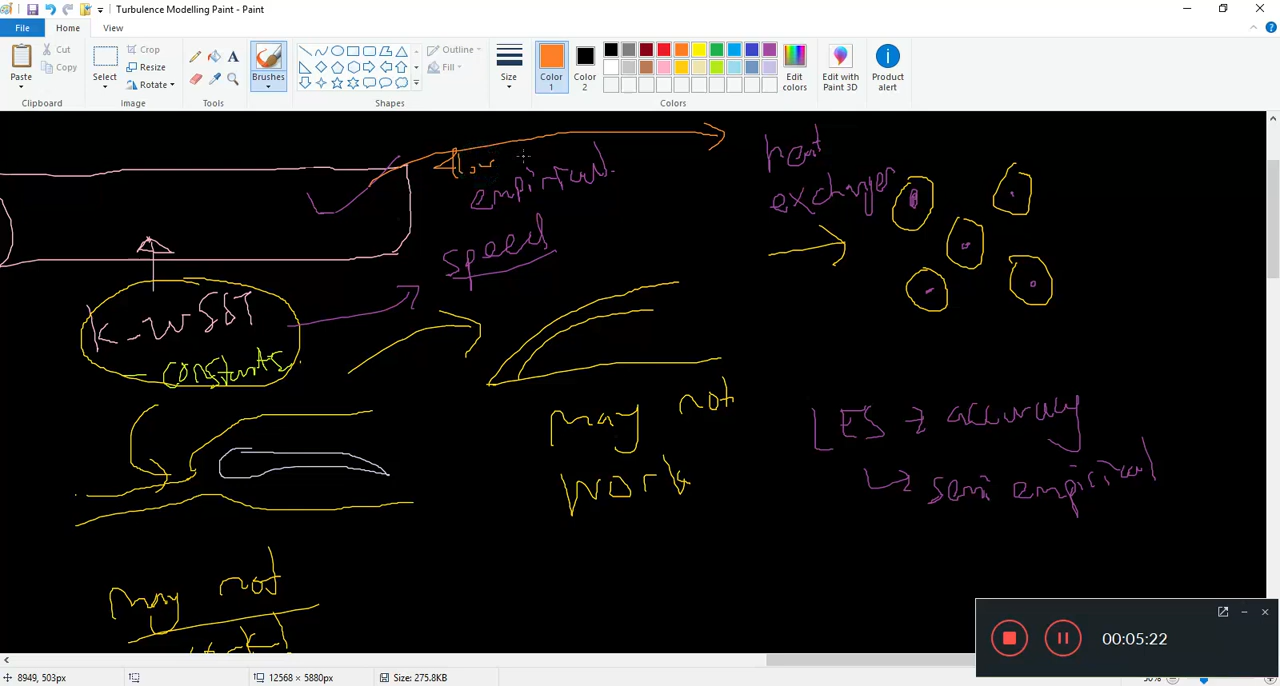 Turbulence Modelling Paint - Paint
File
Home
View
Paste
Cut
Copy
Clipboard
Select
Crop
Resize
Rotate
Image
A
Tools
Brushes
Shapes
Outline
Fill
Size
Color 1
Color 2
Colors
Edit colors
Edit with Paint 3D
Product alert
flow
empirical
speed
heat
exchanger
K-w SST
- constants
may not
work
LES → accuracy
semi empirical
may not
00:05:22
8949, 503px
12568 × 5880px
Size: 275.8KB
50%